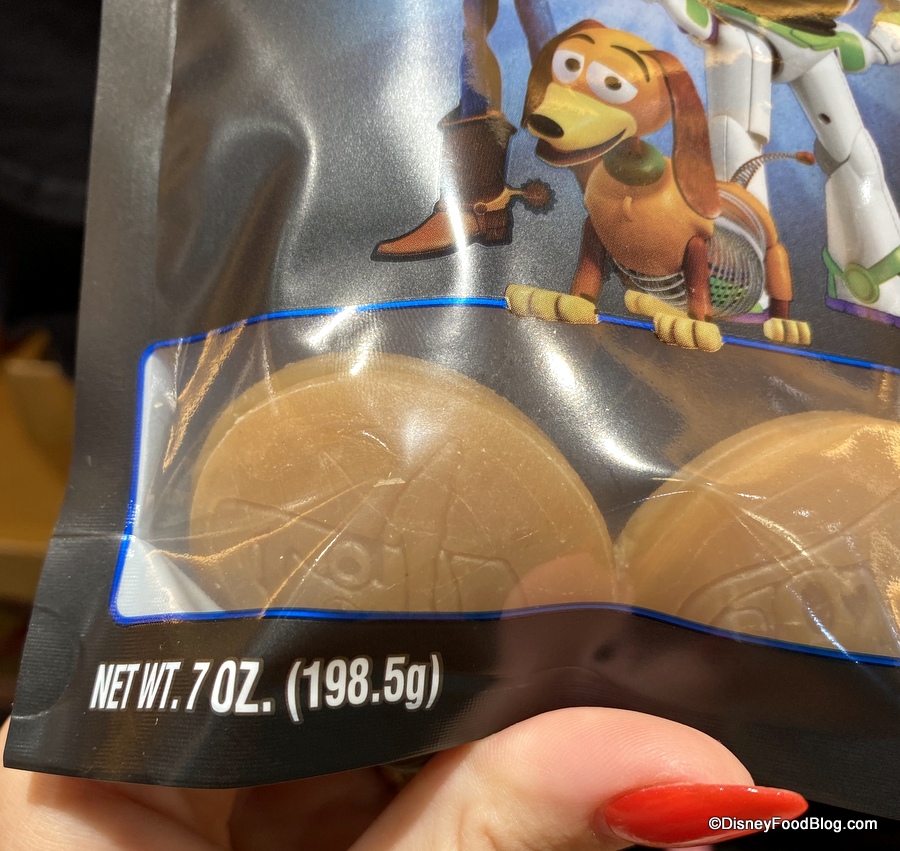 NET WT. 7 OZ. (198.5g)
©DisneyFoodBlog.com